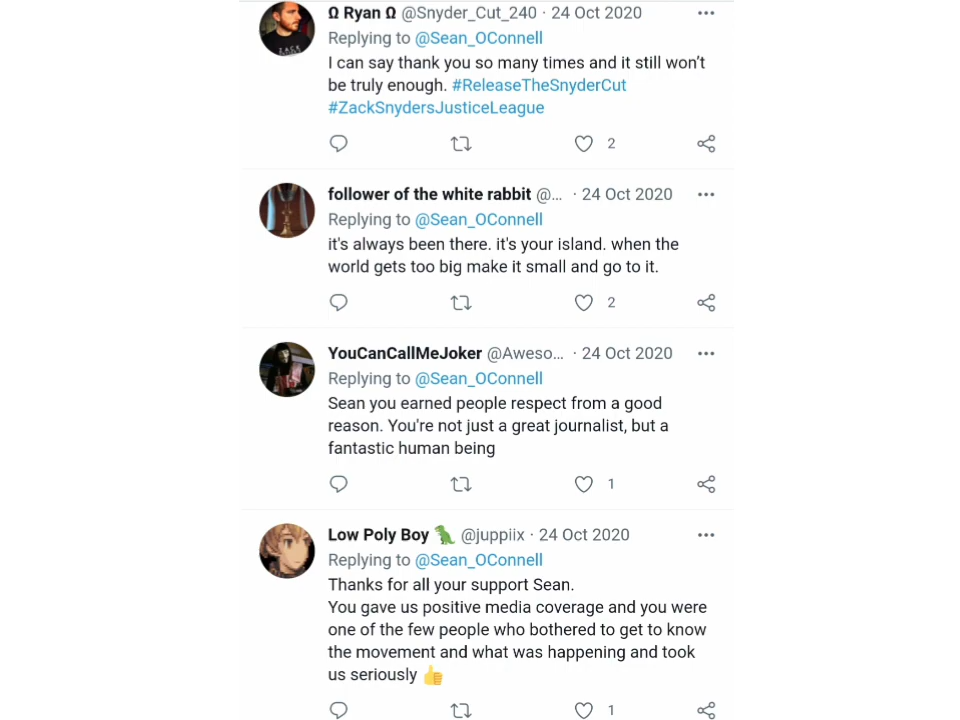 Ω Ryan Ω @Snyder_Cut_240 · 24 Oct 2020
Replying to @Sean_OConnell
I can say thank you so many times and it still won't
be truly enough. #ReleaseTheSnyderCut
#ZackSnydersJusticeLeague
2
follower of the white rabbit @... · 24 Oct 2020
Replying to @Sean_OConnell
it's always been there. it's your island. when the
world gets too big make it small and go to it.
2
YouCanCallMeJoker @Aweso... · 24 Oct 2020
Replying to @Sean_OConnell
Sean you earned people respect from a good
reason. You're not just a great journalist, but a
fantastic human being
1
Low Poly Boy 🦖 @juppiix · 24 Oct 2020
Replying to @Sean_OConnell
Thanks for all your support Sean.
You gave us positive media coverage and you were
one of the few people who bothered to get to know
the movement and what was happening and took
us seriously 👍
1